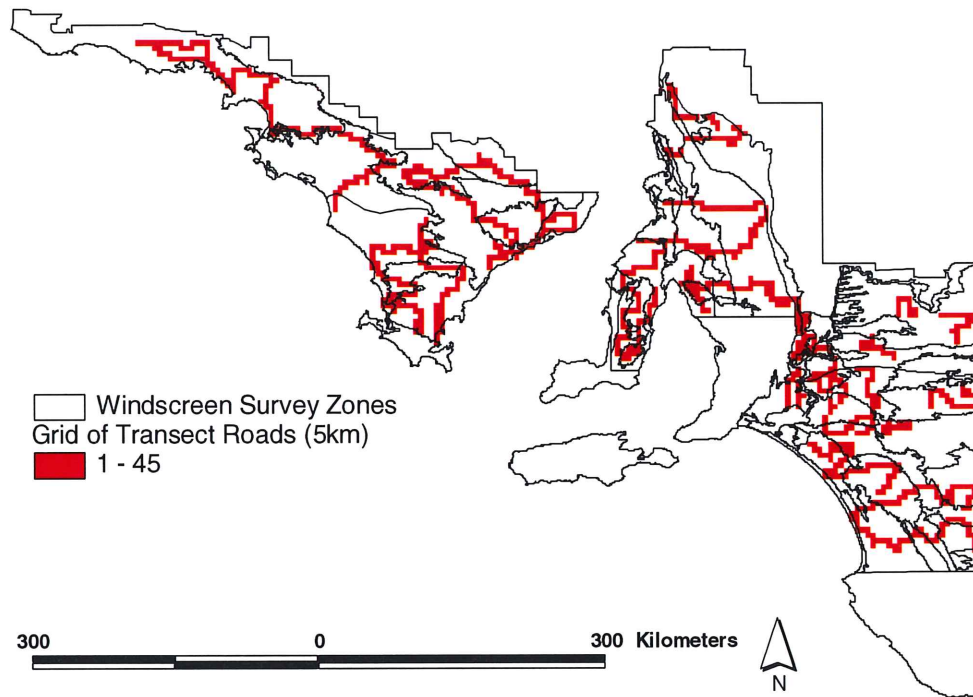 Windscreen Survey Zones
Grid of Transect Roads (5km)
1 - 45
300 0 300 Kilometers
N